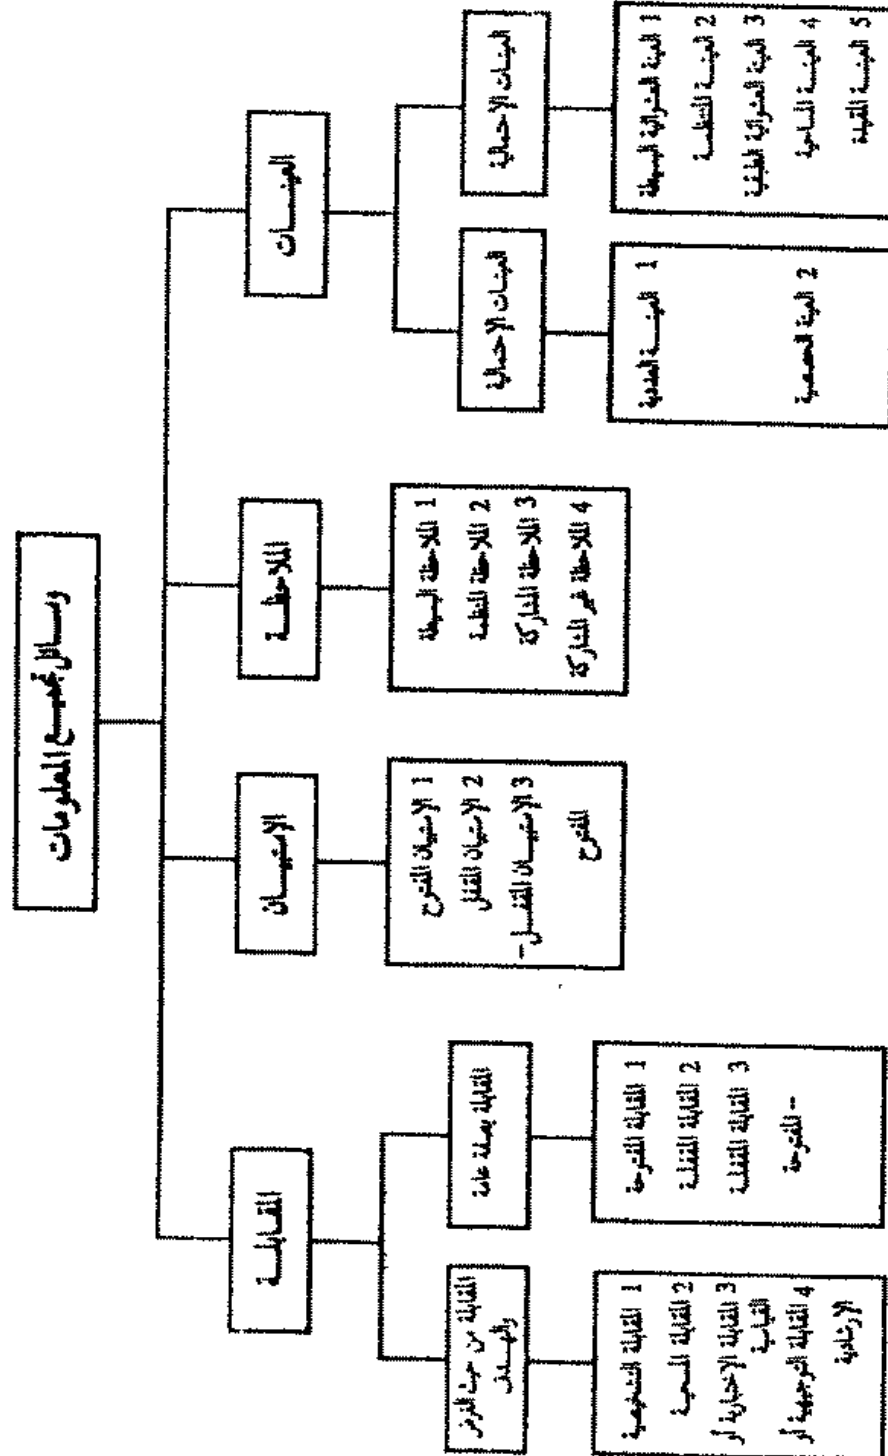 وسائل تجميع المعلومات
العينات
الملاحظة
الاستبيان
المقابلة
العينات الاحتمالية
العينات الاحتمالية
المقابلة بصفة عامة
المقابلة من حيث الغرض
والهدف
1 العينة العشوائية البسيطة
2 العينة المنتظمة
3 العينة العشوائية الطبقية
4 العينة المساحية
5 العينة المقيدة
1 العينة العمدية
2 العينة الحصصية
1 الملاحظة البسيطة
2 الملاحظة المنظمة
3 الملاحظة المشاركة
4 الملاحظة غير المشاركة
1 الاستبيان المفتوح
2 الاستبيان المقفل
3 الاستبيان المقفل –
المفتوح
1 المقابلة المفتوحة
2 المقابلة المقفلة
3 المقابلة المقفلة
– المفتوحة
1 المقابلة التشخيصية
2 المقابلة المسحية
3 المقابلة الاختبارية أو
القياسية
4 المقابلة التوجيهية أو
الارشادية